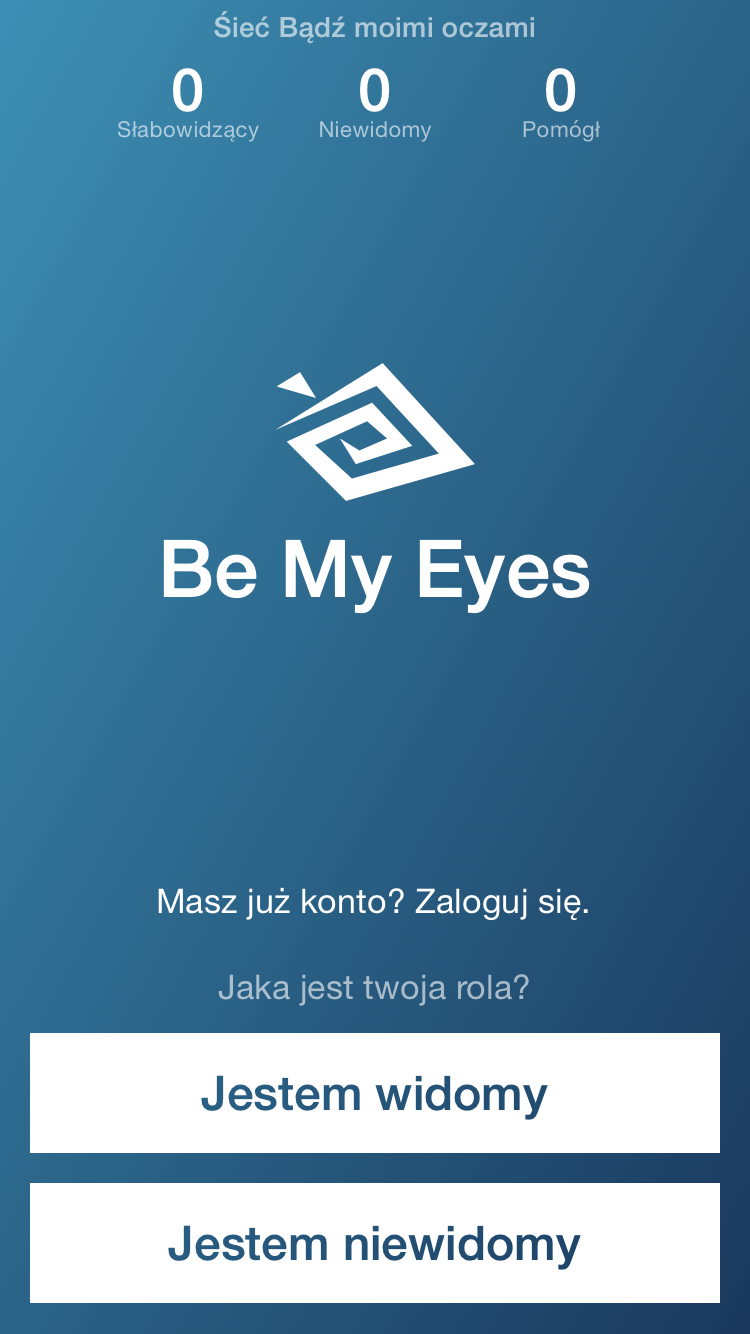 Śieć Bądź moimi oczami
0 0 0
Słabowidzący Niewidomy Pomógł
Be My Eyes
Masz już konto? Zaloguj się.
Jaka jest twoja rola?
Jestem widomy
Jestem niewidomy